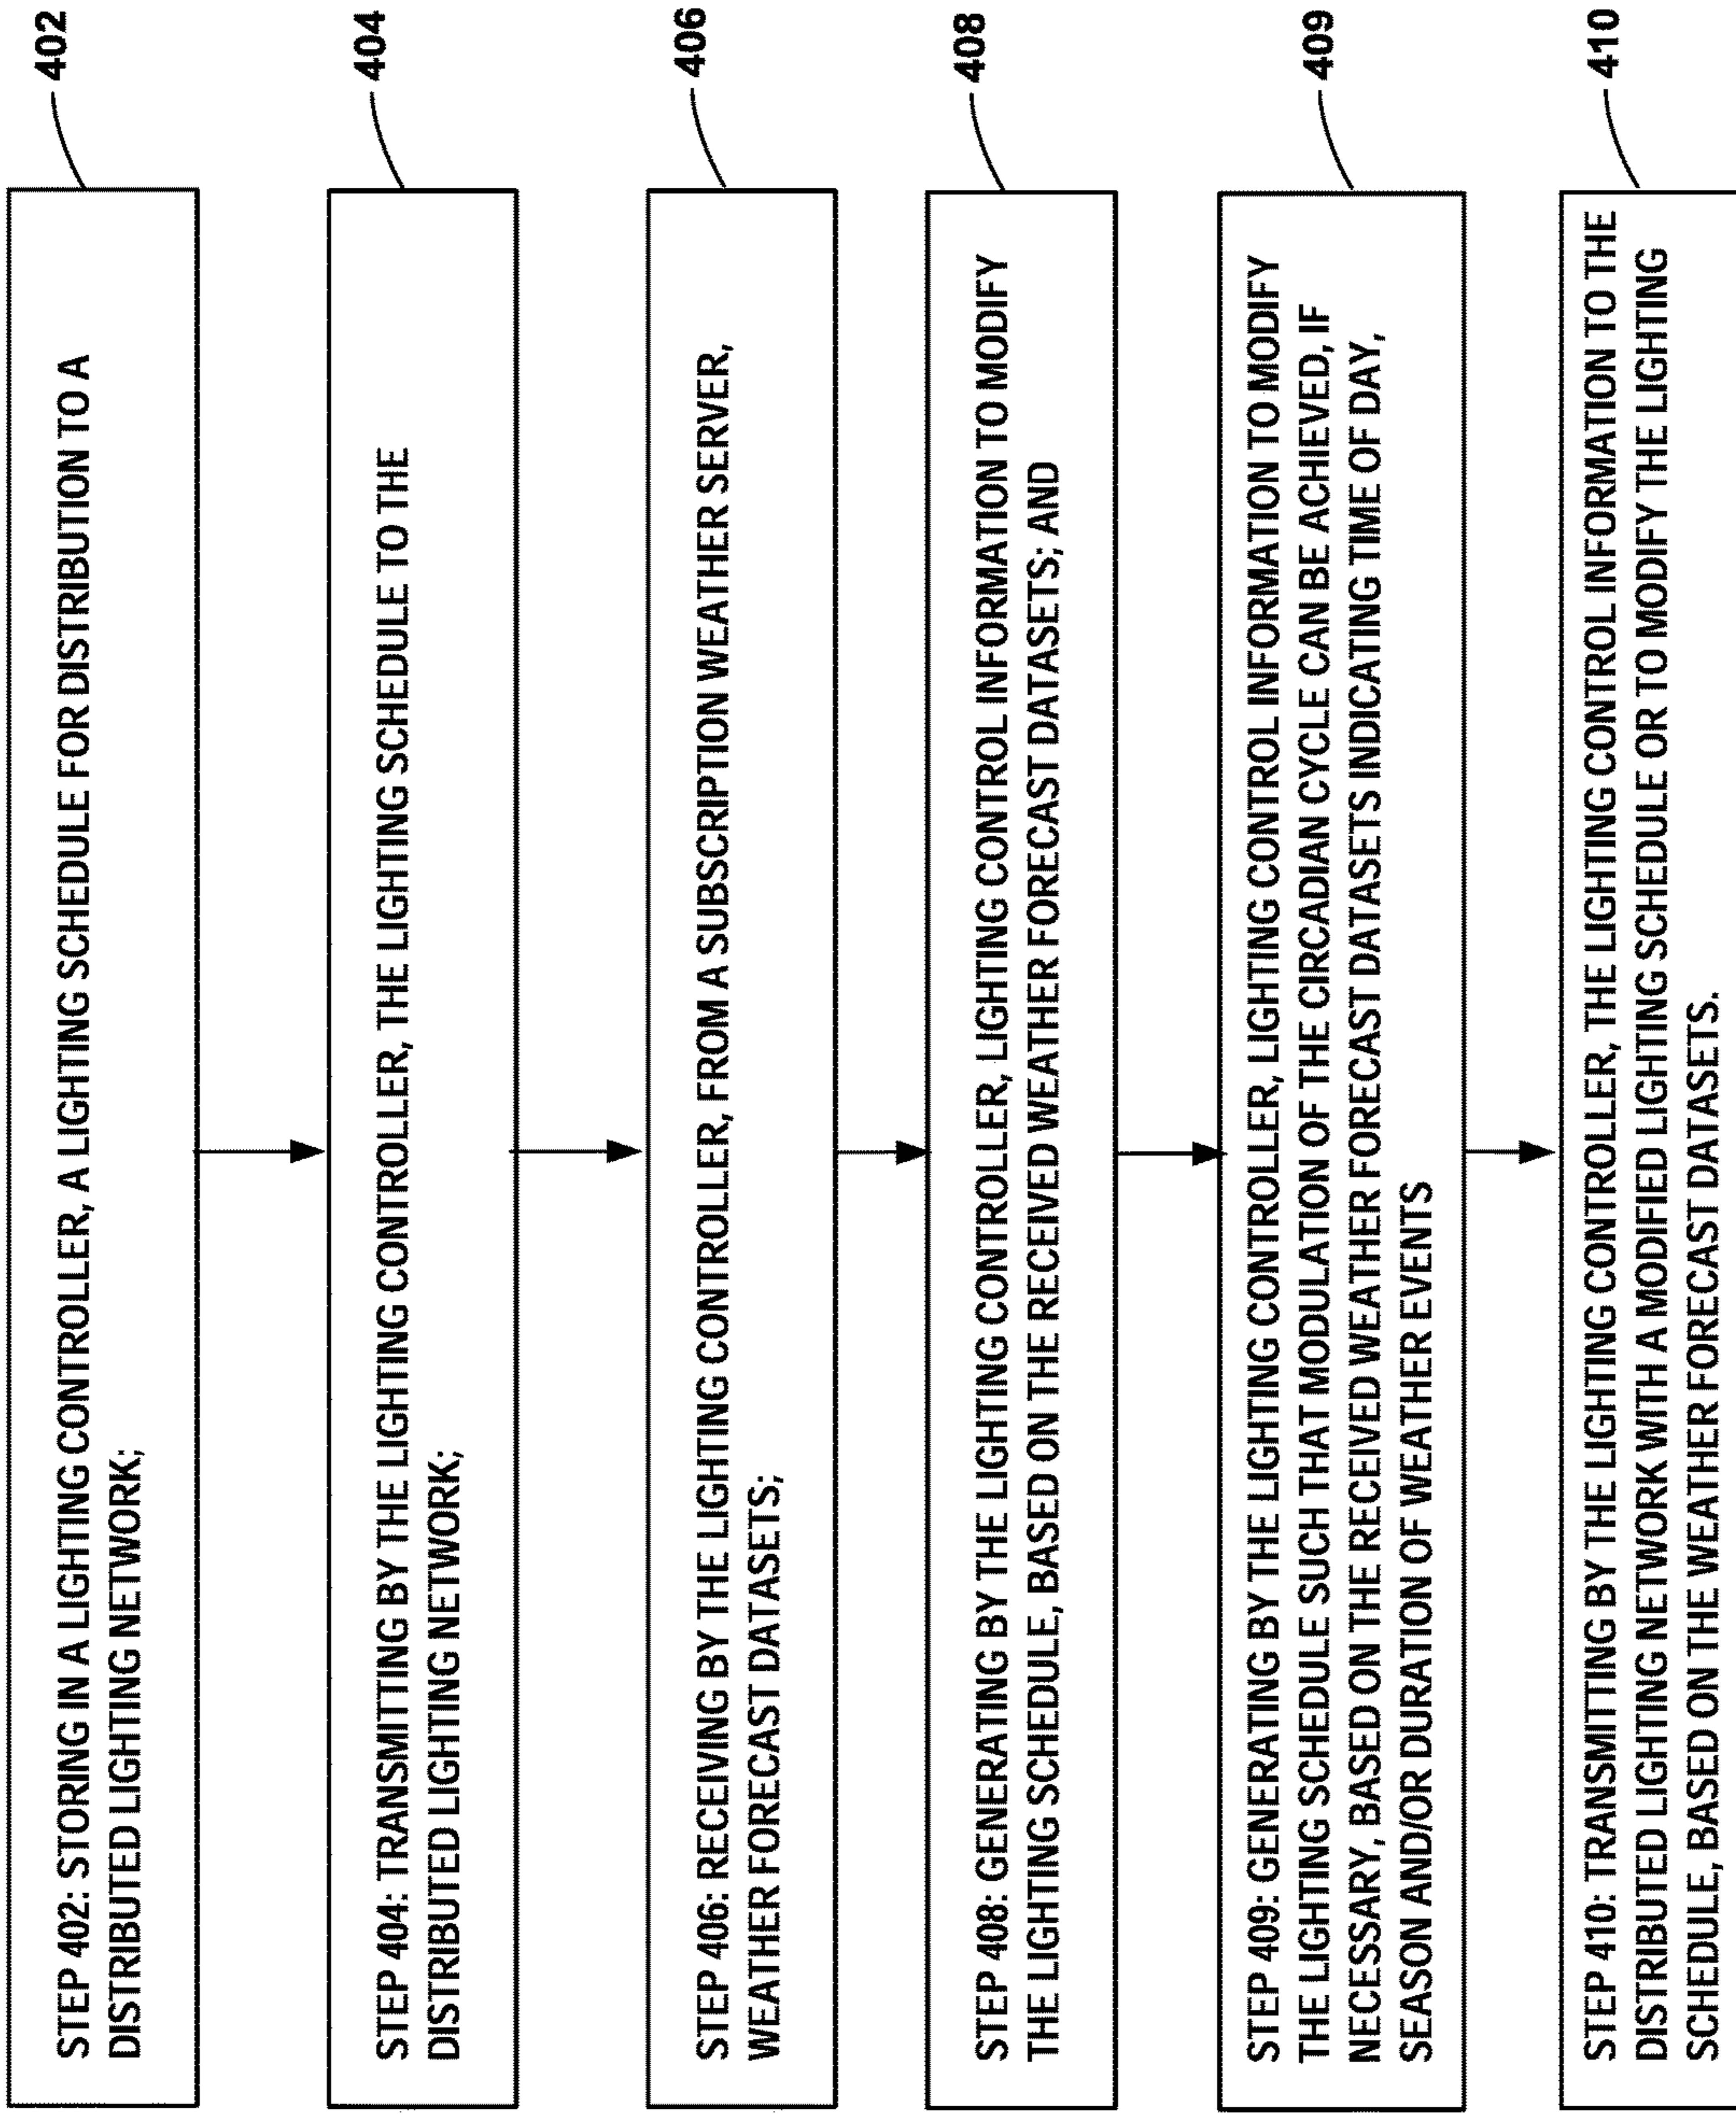 402
STEP 402: STORING IN A LIGHTING CONTROLLER, A LIGHTING SCHEDULE FOR DISTRIBUTION TO A
DISTRIBUTED LIGHTING NETWORK;
404
STEP 404: TRANSMITTING BY THE LIGHTING CONTROLLER, THE LIGHTING SCHEDULE TO THE
DISTRIBUTED LIGHTING NETWORK;
406
STEP 406: RECEIVING BY THE LIGHTING CONTROLLER, FROM A SUBSCRIPTION WEATHER SERVER,
WEATHER FORECAST DATASETS;
408
STEP 408: GENERATING BY THE LIGHTING CONTROLLER, LIGHTING CONTROL INFORMATION TO MODIFY
THE LIGHTING SCHEDULE, BASED ON THE RECEIVED WEATHER FORECAST DATASETS; AND
409
STEP 409: GENERATING BY THE LIGHTING CONTROLLER, LIGHTING CONTROL INFORMATION TO MODIFY
THE LIGHTING SCHEDULE SUCH THAT MODULATION OF THE CIRCADIAN CYCLE CAN BE ACHIEVED, IF
NECESSARY, BASED ON THE RECEIVED WEATHER FORECAST DATASETS INDICATING TIME OF DAY,
SEASON AND/OR DURATION OF WEATHER EVENTS
410
STEP 410: TRANSMITTING BY THE LIGHTING CONTROLLER, THE LIGHTING CONTROL INFORMATION TO THE
DISTRIBUTED LIGHTING NETWORK WITH A MODIFIED LIGHTING SCHEDULE OR TO MODIFY THE LIGHTING
SCHEDULE, BASED ON THE WEATHER FORECAST DATASETS.